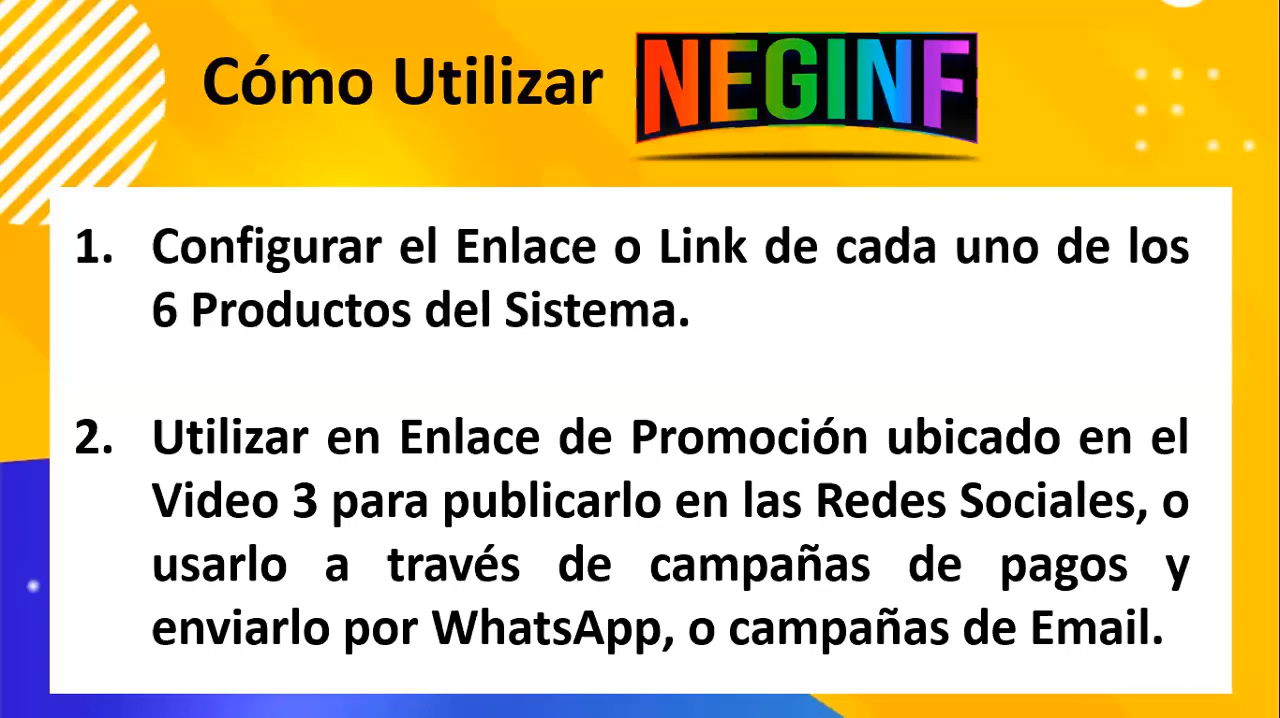 Cómo Utilizar NEGINF
1. Configurar el Enlace o Link de cada uno de los
6 Productos del Sistema.
2. Utilizar en Enlace de Promoción ubicado en el
Video 3 para publicarlo en las Redes Sociales, o
usarlo a través de campañas de pagos y
enviarlo por WhatsApp, o campañas de Email.